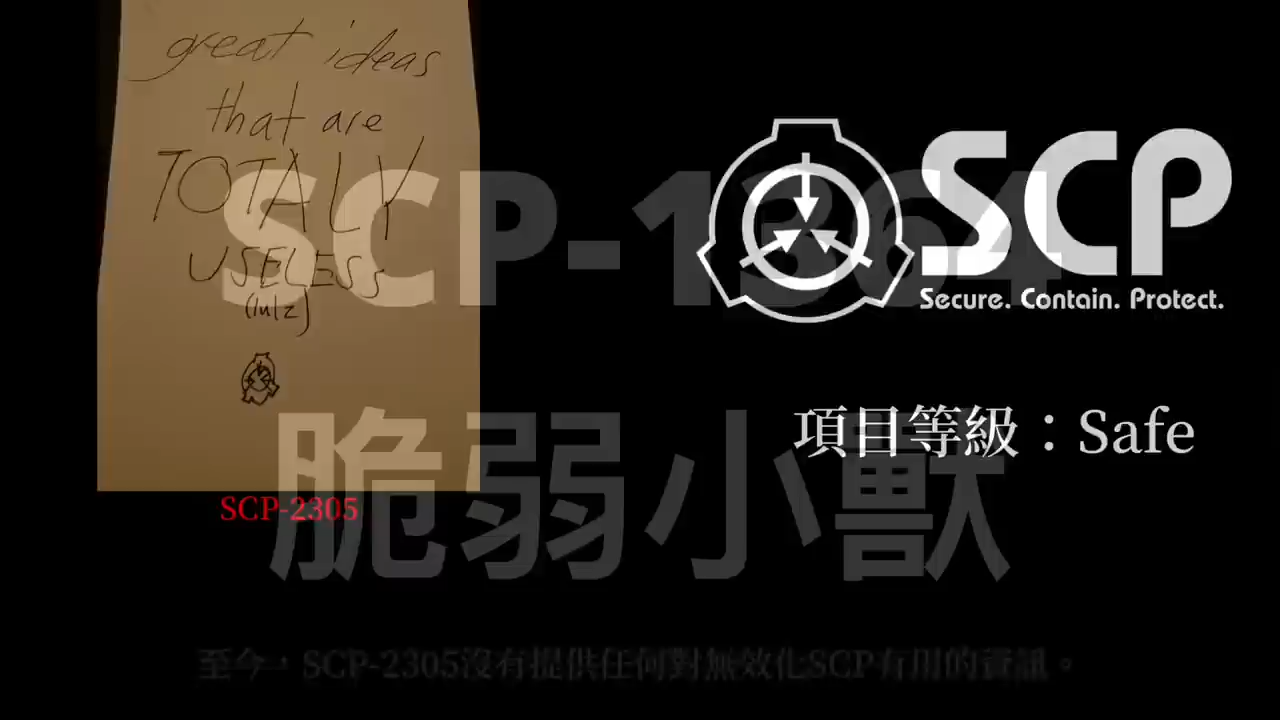 great ideas
that are
TOTALY
USELESS
(lulz)
SCP
Secure. Contain. Protect.
SCP-1364
項目等級：Safe
脆弱小獸
SCP-2305
至今，SCP-2305沒有提供任何對無效化SCP有用的資訊。